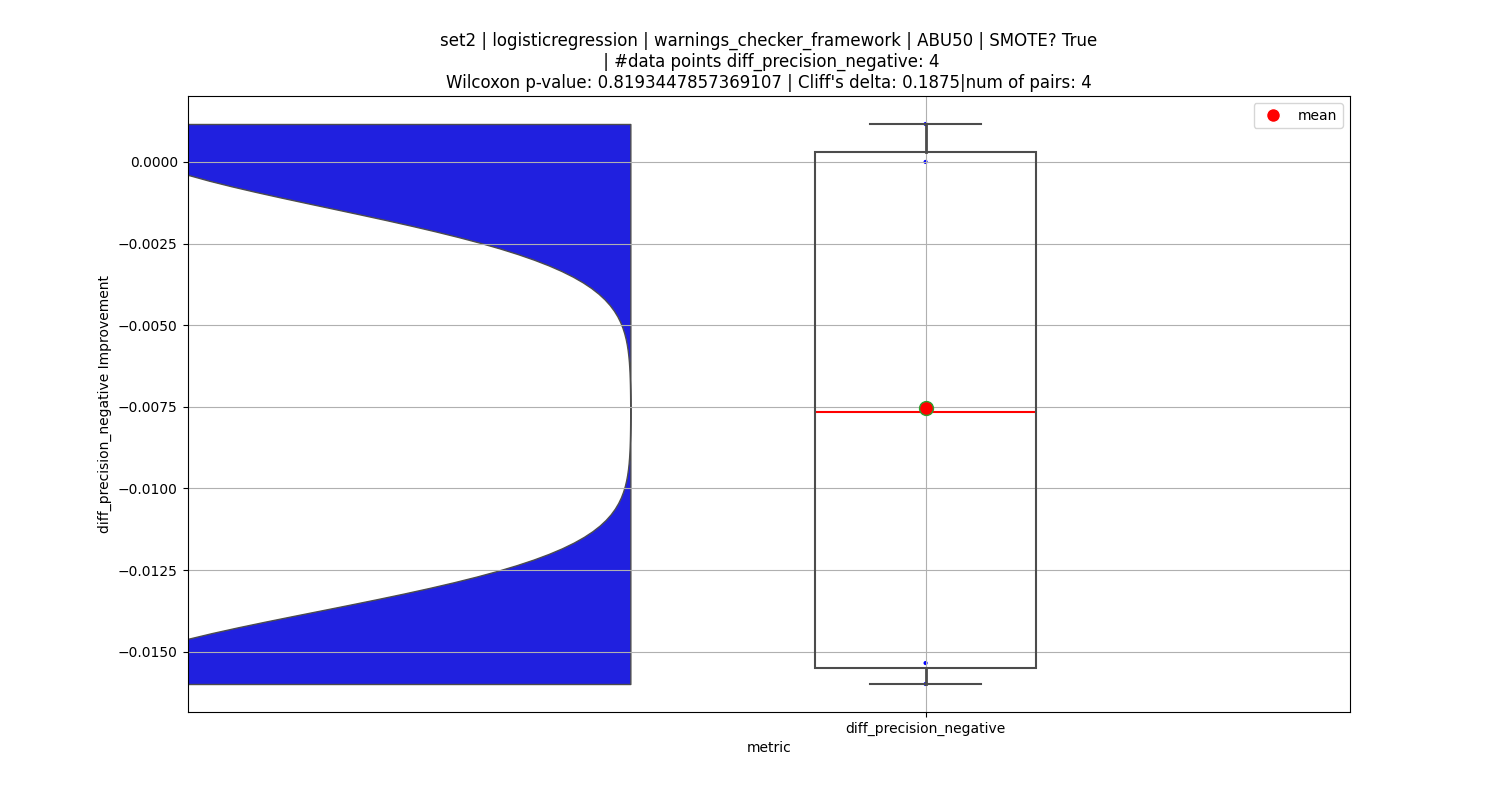 set2 | logisticregression | warnings_checker_framework | ABU50 | SMOTE? True
| #data points diff_precision_negative: 4
Wilcoxon p-value: 0.8193447857369107 | Cliff's delta: 0.1875|num of pairs: 4
mean
0.0000
−0.0025
−0.0050
−0.0075
−0.0100
−0.0125
−0.0150
diff_precision_negative Improvement
diff_precision_negative
metric